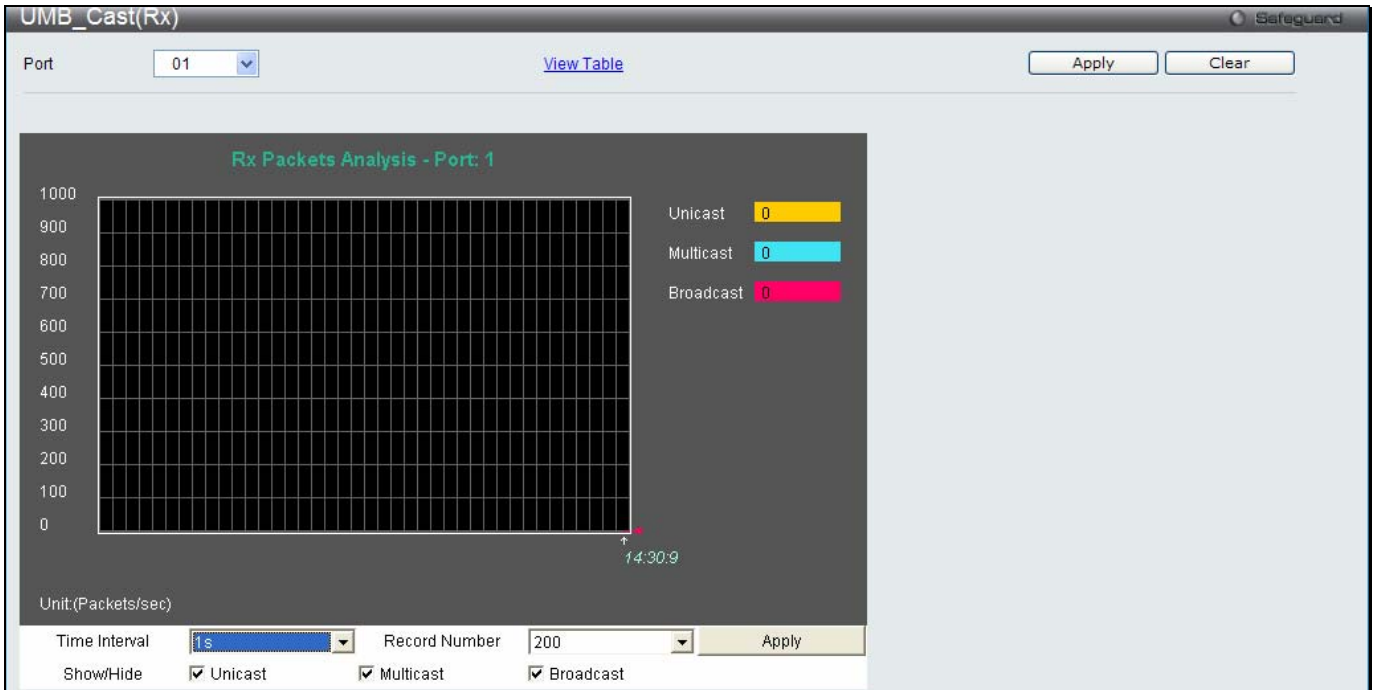 UMB_Cast(Rx)
Safeguard
Port 01 View Table Apply Clear
Rx Packets Analysis - Port: 1
1000
900
800
700
600
500
400
300
200
100
0
Unicast 0
Multicast 0
Broadcast 0
14:30:9
Unit:(Packets/sec)
Time Interval 1s Record Number 200 Apply
Show/Hide Unicast Multicast Broadcast